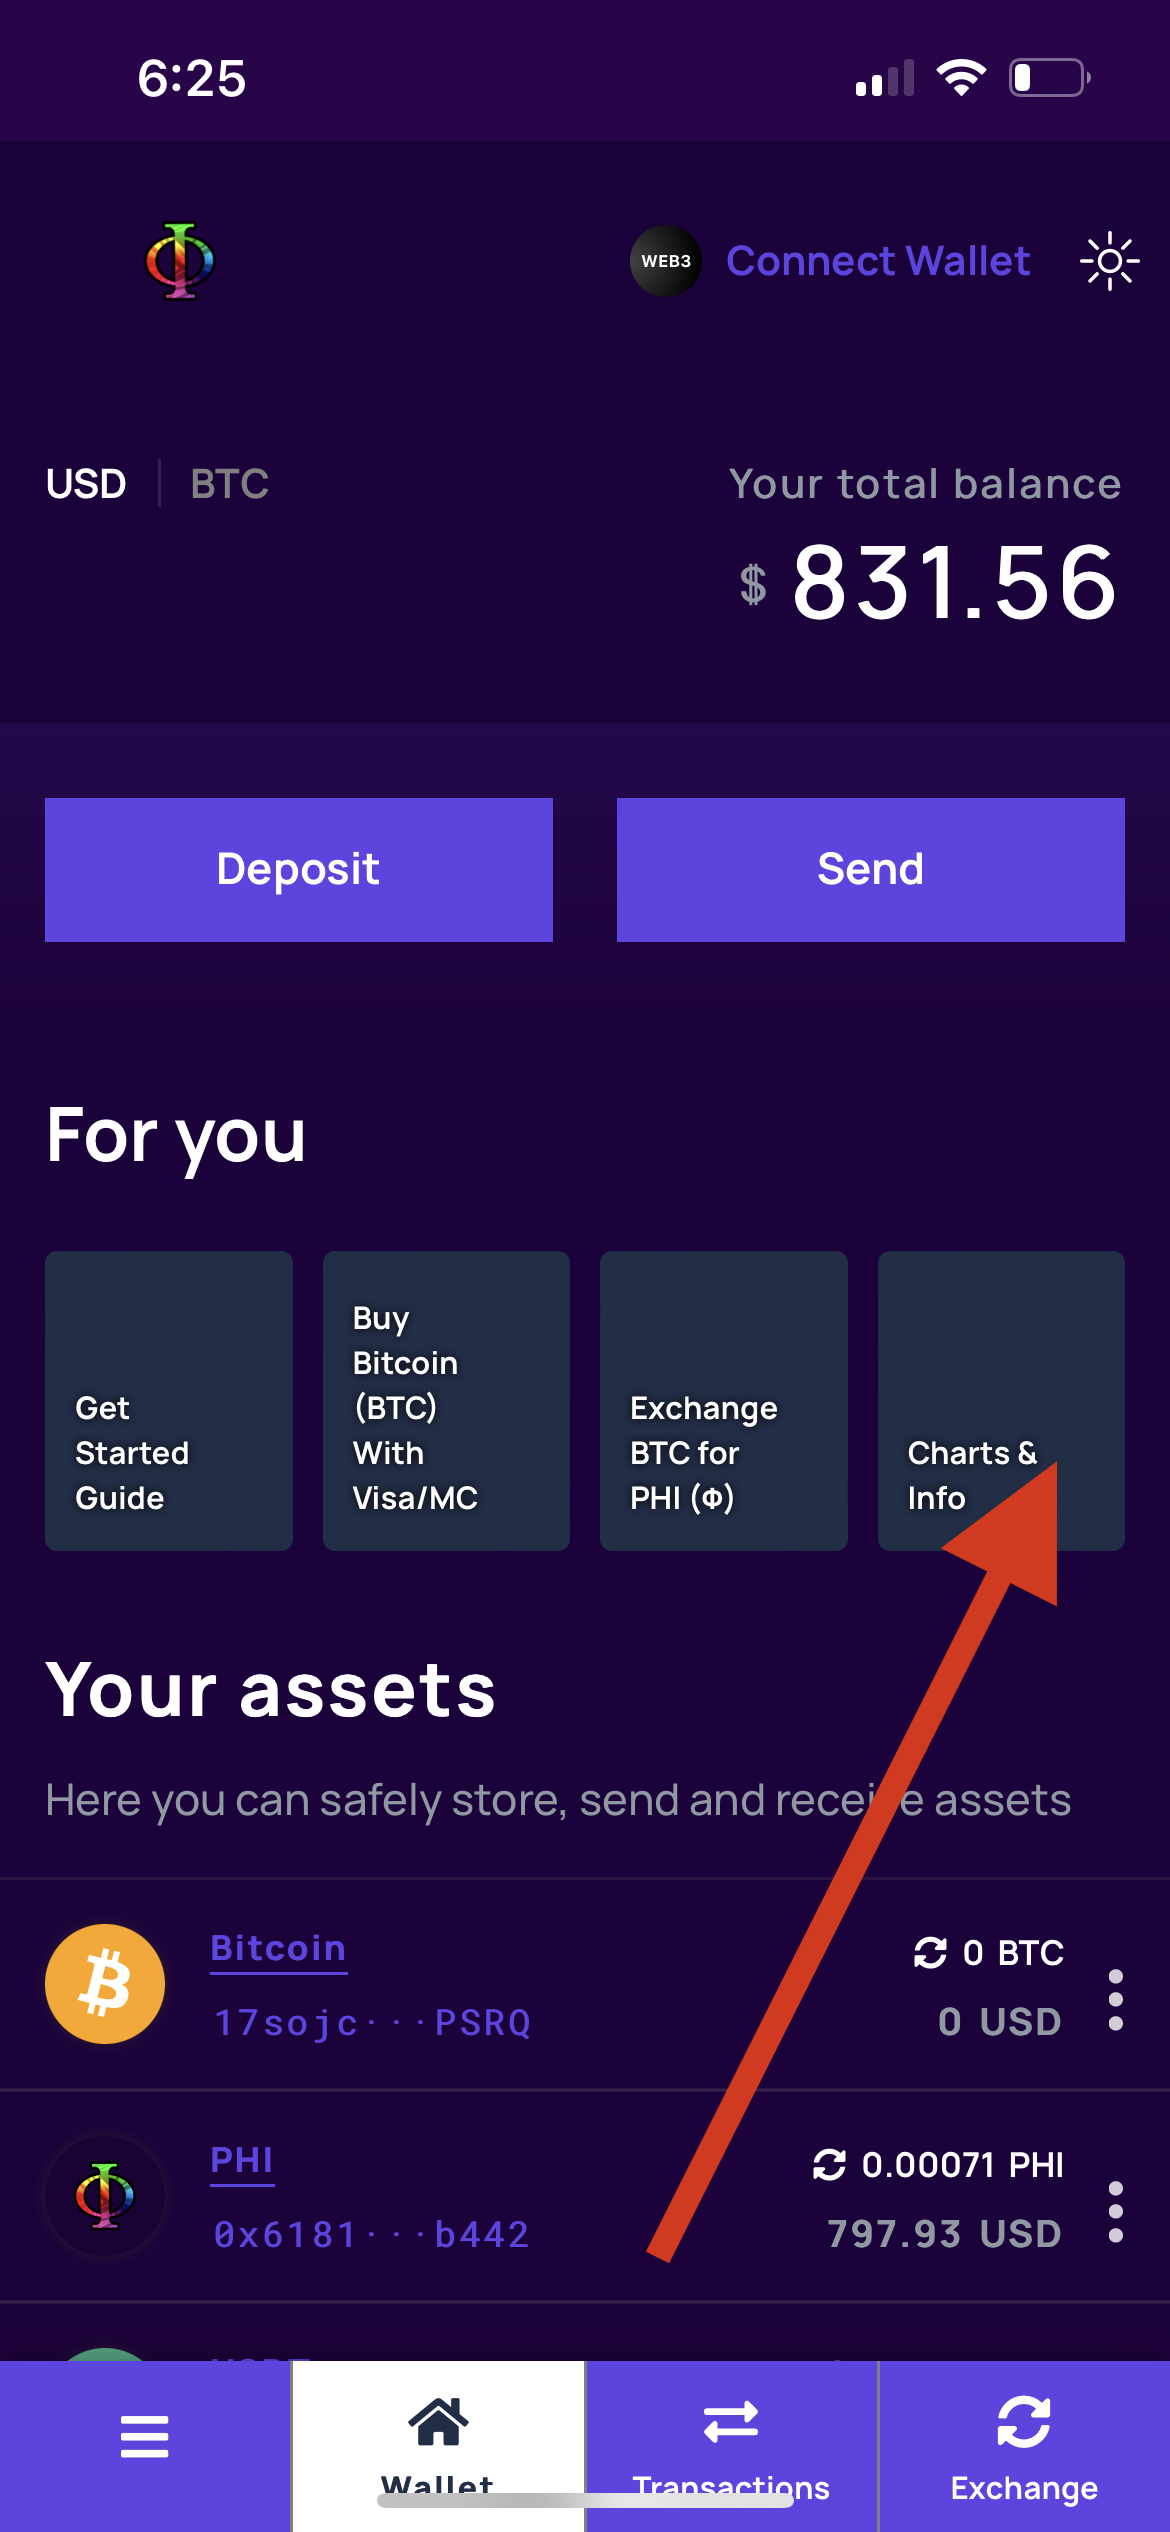 6:25
WEB3 Connect Wallet
USD BTC
Your total balance
$ 831.56
Deposit
Send
For you
Get
Started
Guide
Buy
Bitcoin
(BTC)
With
Visa/MC
Exchange
BTC for
PHI (Φ)
Charts &
Info
Your assets
Here you can safely store, send and receive assets
Bitcoin
0 BTC
17sojc···PSRQ
0 USD
PHI
0.00071 PHI
0x6181···b442
797.93 USD
Wallet
Transactions
Exchange